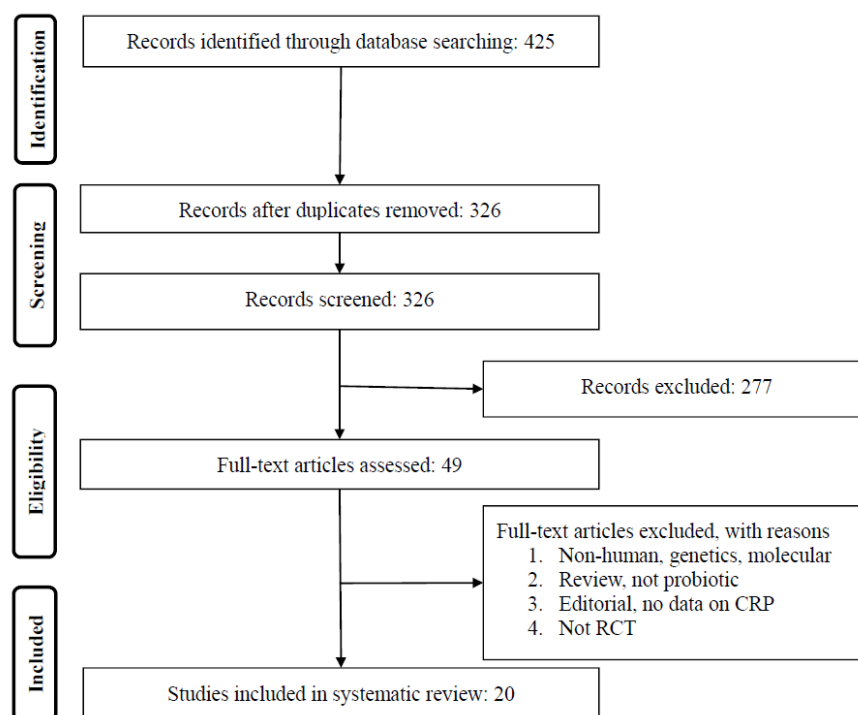 Identification
Records identified through database searching: 425
Screening
Records after duplicates removed: 326
Records screened: 326
Records excluded: 277
Eligibility
Full-text articles assessed: 49
Full-text articles excluded, with reasons
1. Non-human, genetics, molecular
2. Review, not probiotic
3. Editorial, no data on CRP
4. Not RCT
Included
Studies included in systematic review: 20